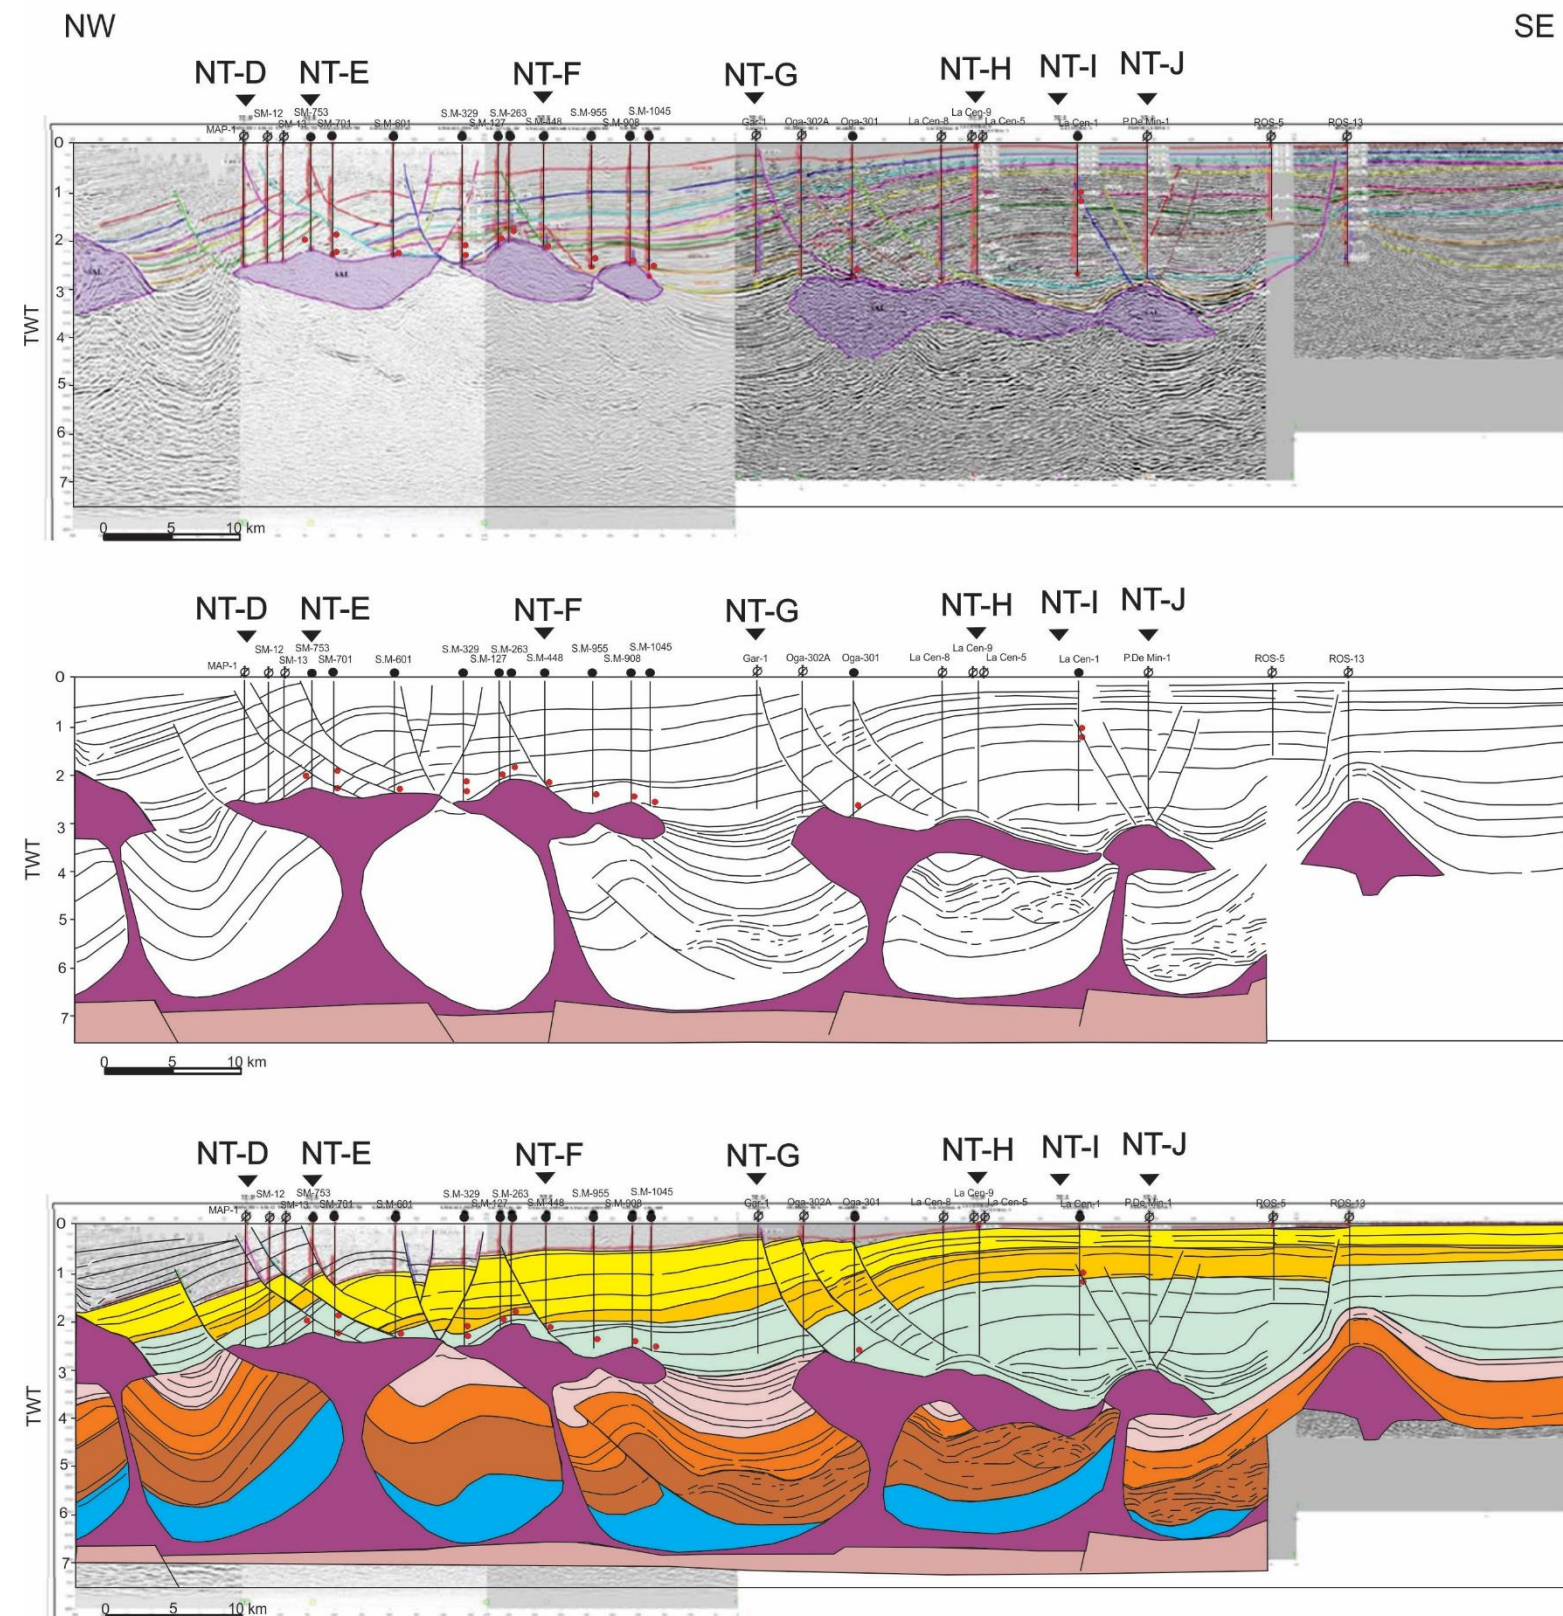 NW SE
NT-D NT-E NT-F NT-G NT-H NT-I NT-J
MAP-1 SM-12 SM-13 SM-753 SM-701 S.M-601 S.M-329 S.M-127 S.M-263 S.M-448 S.M-955 S.M-908 S.M-1045 Gar-1 Oga-302A Oga-301 La Cen-8 La Cen-9 La Cen-5 La Cen-1 P.De Min-1 ROS-5 ROS-13
0
1
2
SAL
3
SAL SAL
TWT
4
5
6
7
0 5 10 km
NT-D NT-E NT-F NT-G NT-H NT-I NT-J
MAP-1 SM-12 SM-13 SM-753 SM-701 S.M-601 S.M-329 S.M-127 S.M-263 S.M-448 S.M-955 S.M-908 S.M-1045 Gar-1 Oga-302A Oga-301 La Cen-8 La Cen-9 La Cen-5 La Cen-1 P.De Min-1 ROS-5 ROS-13
0
1
2
3
TWT
4
5
6
7
0 5 10 km
NT-D NT-E NT-F NT-G NT-H NT-I NT-J
MAP-1 SM-12 SM-13 SM-753 SM-701 S.M-601 S.M-329 S.M-127 S.M-263 S.M-448 S.M-955 S.M-908 S.M-1045 Gar-1 Oga-302A Oga-301 La Cen-8 La Cen-9 La Cen-5 La Cen-1 P.De Min-1 ROS-5 ROS-13
0
1
2
3
TWT
4
5
6
7
0 5 10 km